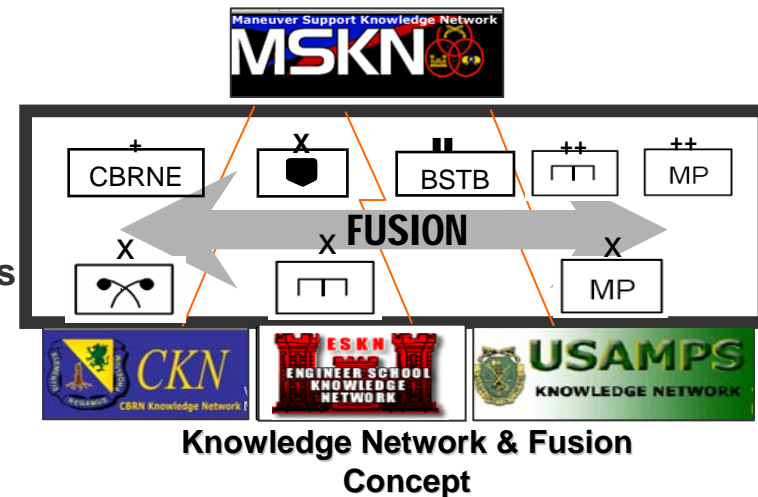 Maneuver Support Knowledge Network
MSKN
+ X II ++ ++
CBRNE BSTB MP
FUSION
X X X
s
MP
CKN
CBRN Knowledge Network
ESKN
ENGINEER SCHOOL
KNOWLEDGE
NETWORK
USAMPS
KNOWLEDGE NETWORK
Knowledge Network & Fusion
Concept